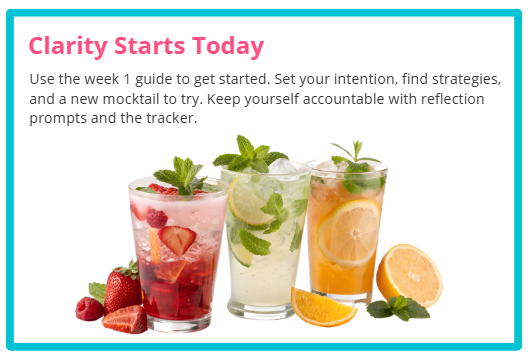 Clarity Starts Today
Use the week 1 guide to get started. Set your intention, find strategies,
and a new mocktail to try. Keep yourself accountable with reflection
prompts and the tracker.